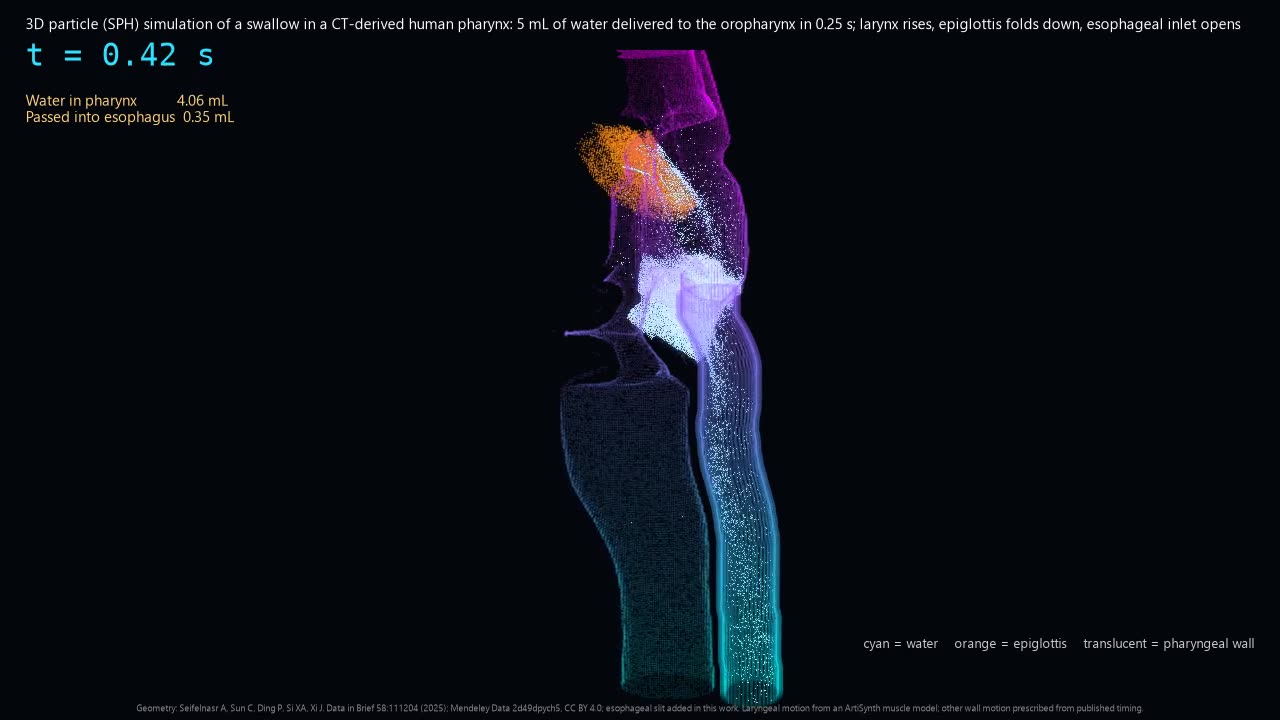 3D particle (SPH) simulation of a swallow in a CT-derived human pharynx: 5 mL of water delivered to the oropharynx in 0.25 s; larynx rises, epiglottis folds down, esophageal inlet opens
t = 0.42 s
Water in pharynx 4.06 mL
Passed into esophagus 0.35 mL
cyan = water orange = epiglottis translucent = pharyngeal wall
Geometry: Seifelnasr A, Sun C, Ding P, Si XA, Xi J. Data in Brief 58:111204 (2025); Mendeley Data 2d49dpych5, CC BY 4.0; esophageal slit added in this work. Laryngeal motion from an ArtiSynth muscle model; other wall motion prescribed from published timing.